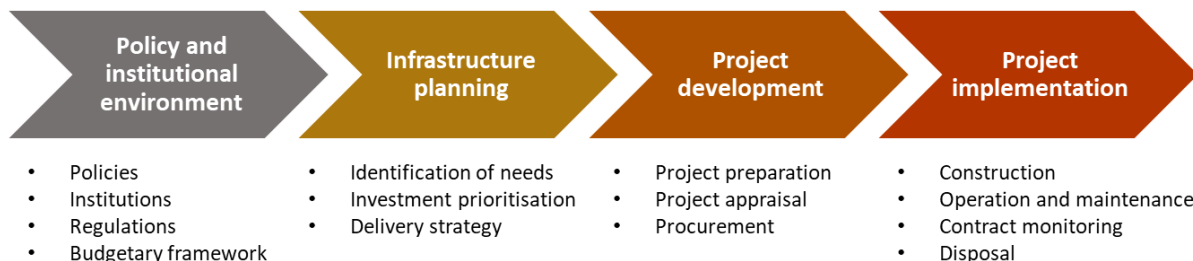 Policy and
institutional
environment
Infrastructure
planning
Project
development
Project
implementation
• Policies
• Institutions
• Regulations
• Budgetary framework
• Identification of needs
• Investment prioritisation
• Delivery strategy
• Project preparation
• Project appraisal
• Procurement
• Construction
• Operation and maintenance
• Contract monitoring
• Disposal